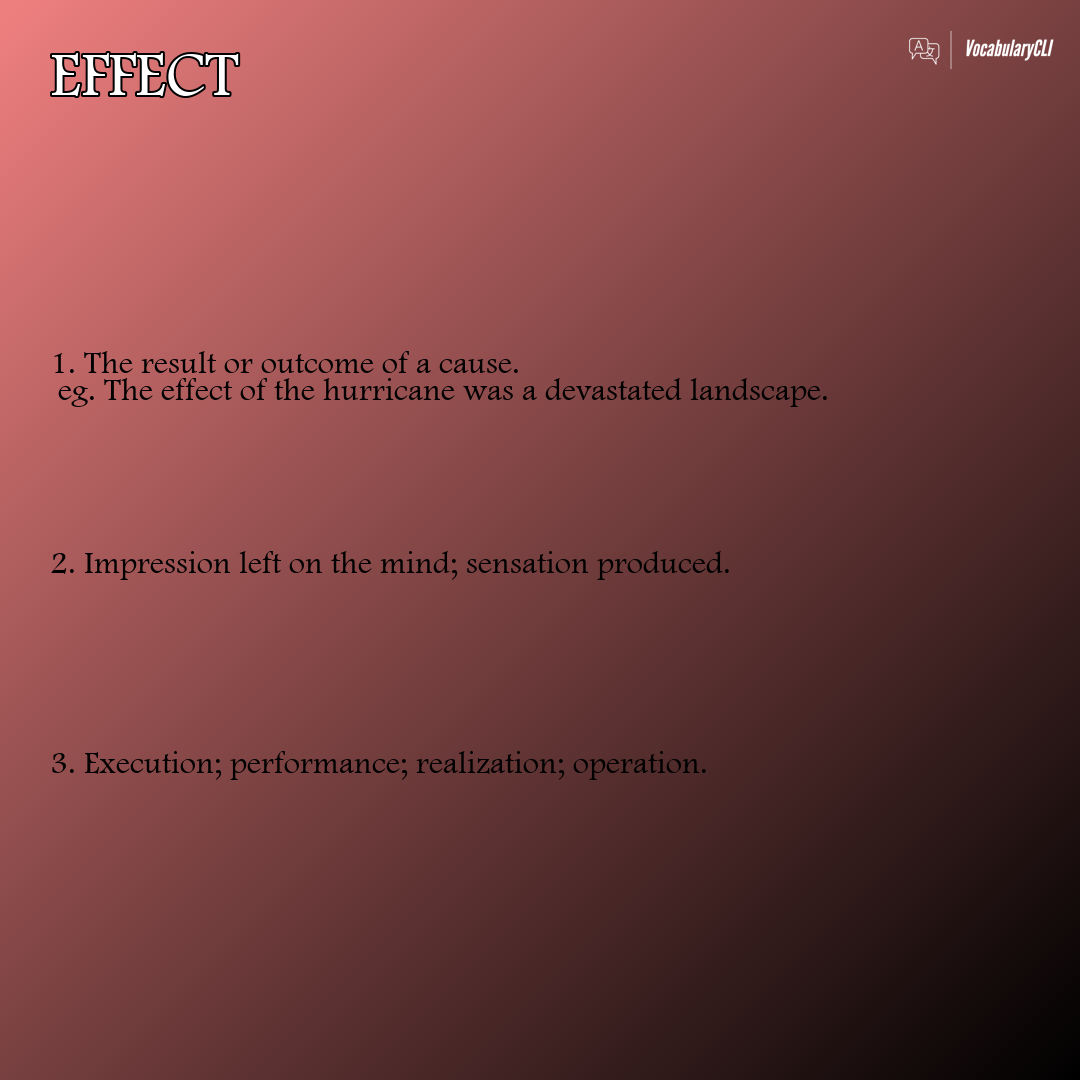 EFFECT
VocabularyCLI
1. The result or outcome of a cause.
eg. The effect of the hurricane was a devastated landscape.
2. Impression left on the mind; sensation produced.
3. Execution; performance; realization; operation.